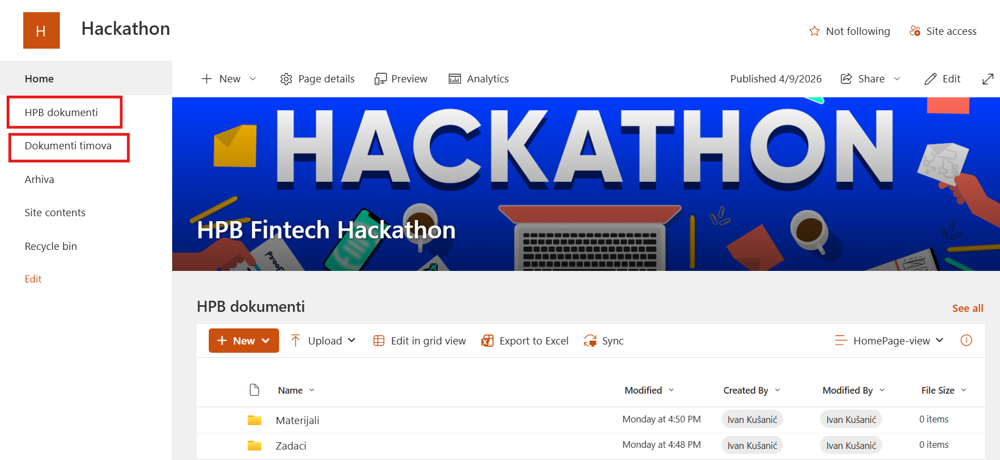 H
Hackathon
Not following
Site access
Home
HPB dokumenti
Dokumenti timova
Arhiva
Site contents
Recycle bin
Edit
New
Page details
Preview
Analytics
Published 4/9/2026
Share
Edit
HACKATHON
HPB Fintech Hackathon
Proof
HPB dokumenti
See all
New
Upload
Edit in grid view
Export to Excel
Sync
HomePage-view
Name
Modified
Created By
Modified By
File Size
Materijali
Monday at 4:50 PM
Ivan Kušanić
Ivan Kušanić
0 items
Zadaci
Monday at 4:48 PM
Ivan Kušanić
Ivan Kušanić
0 items